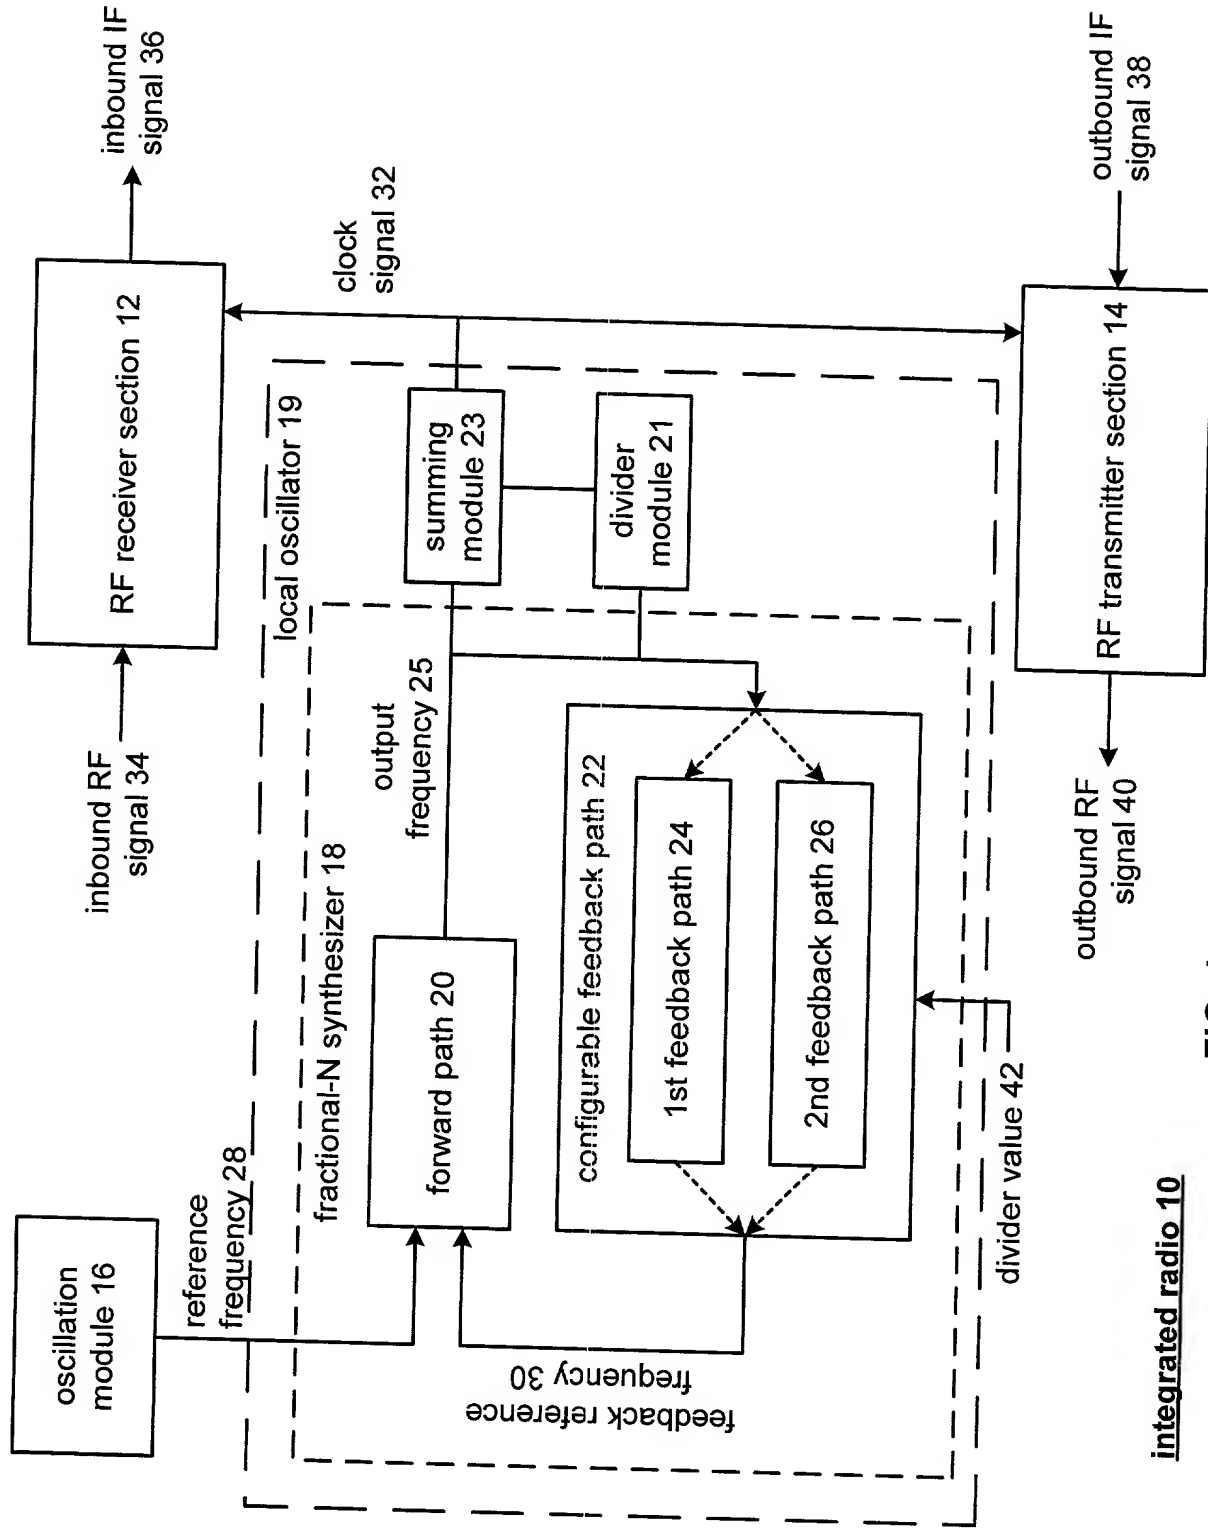 oscillation
module 16
reference
frequency 28
inbound RF
signal 34
RF receiver section 12
inbound IF
signal 36
local oscillator 19
fractional-N synthesizer 18
forward path 20
output
frequency 25
summing
module 23
divider
module 21
clock
signal 32
feedback reference
frequency 30
configurable feedback path 22
1st feedback path 24
2nd feedback path 26
divider value 42
outbound RF
signal 40
RF transmitter section 14
outbound IF
signal 38
integrated radio 10